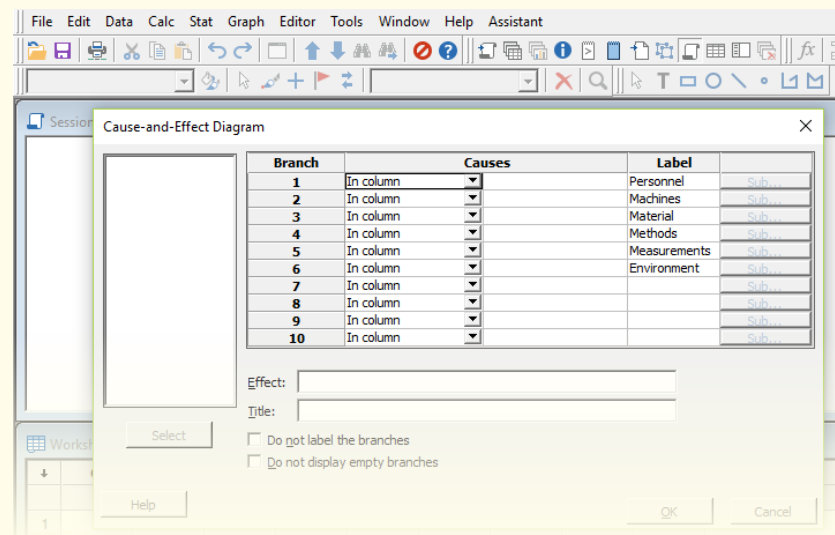 File Edit Data Calc Stat Graph Editor Tools Window Help Assistant
fx
Session
Cause-and-Effect Diagram
Branch Causes Label
1 In column Personnel Sub...
2 In column Machines Sub...
3 In column Material Sub...
4 In column Methods Sub...
5 In column Measurements Sub...
6 In column Environment Sub...
7 In column Sub...
8 In column Sub...
9 In column Sub...
10 In column Sub...
Effect:
Title:
Select
Do not label the branches
Do not display empty branches
Help
OK Cancel
1